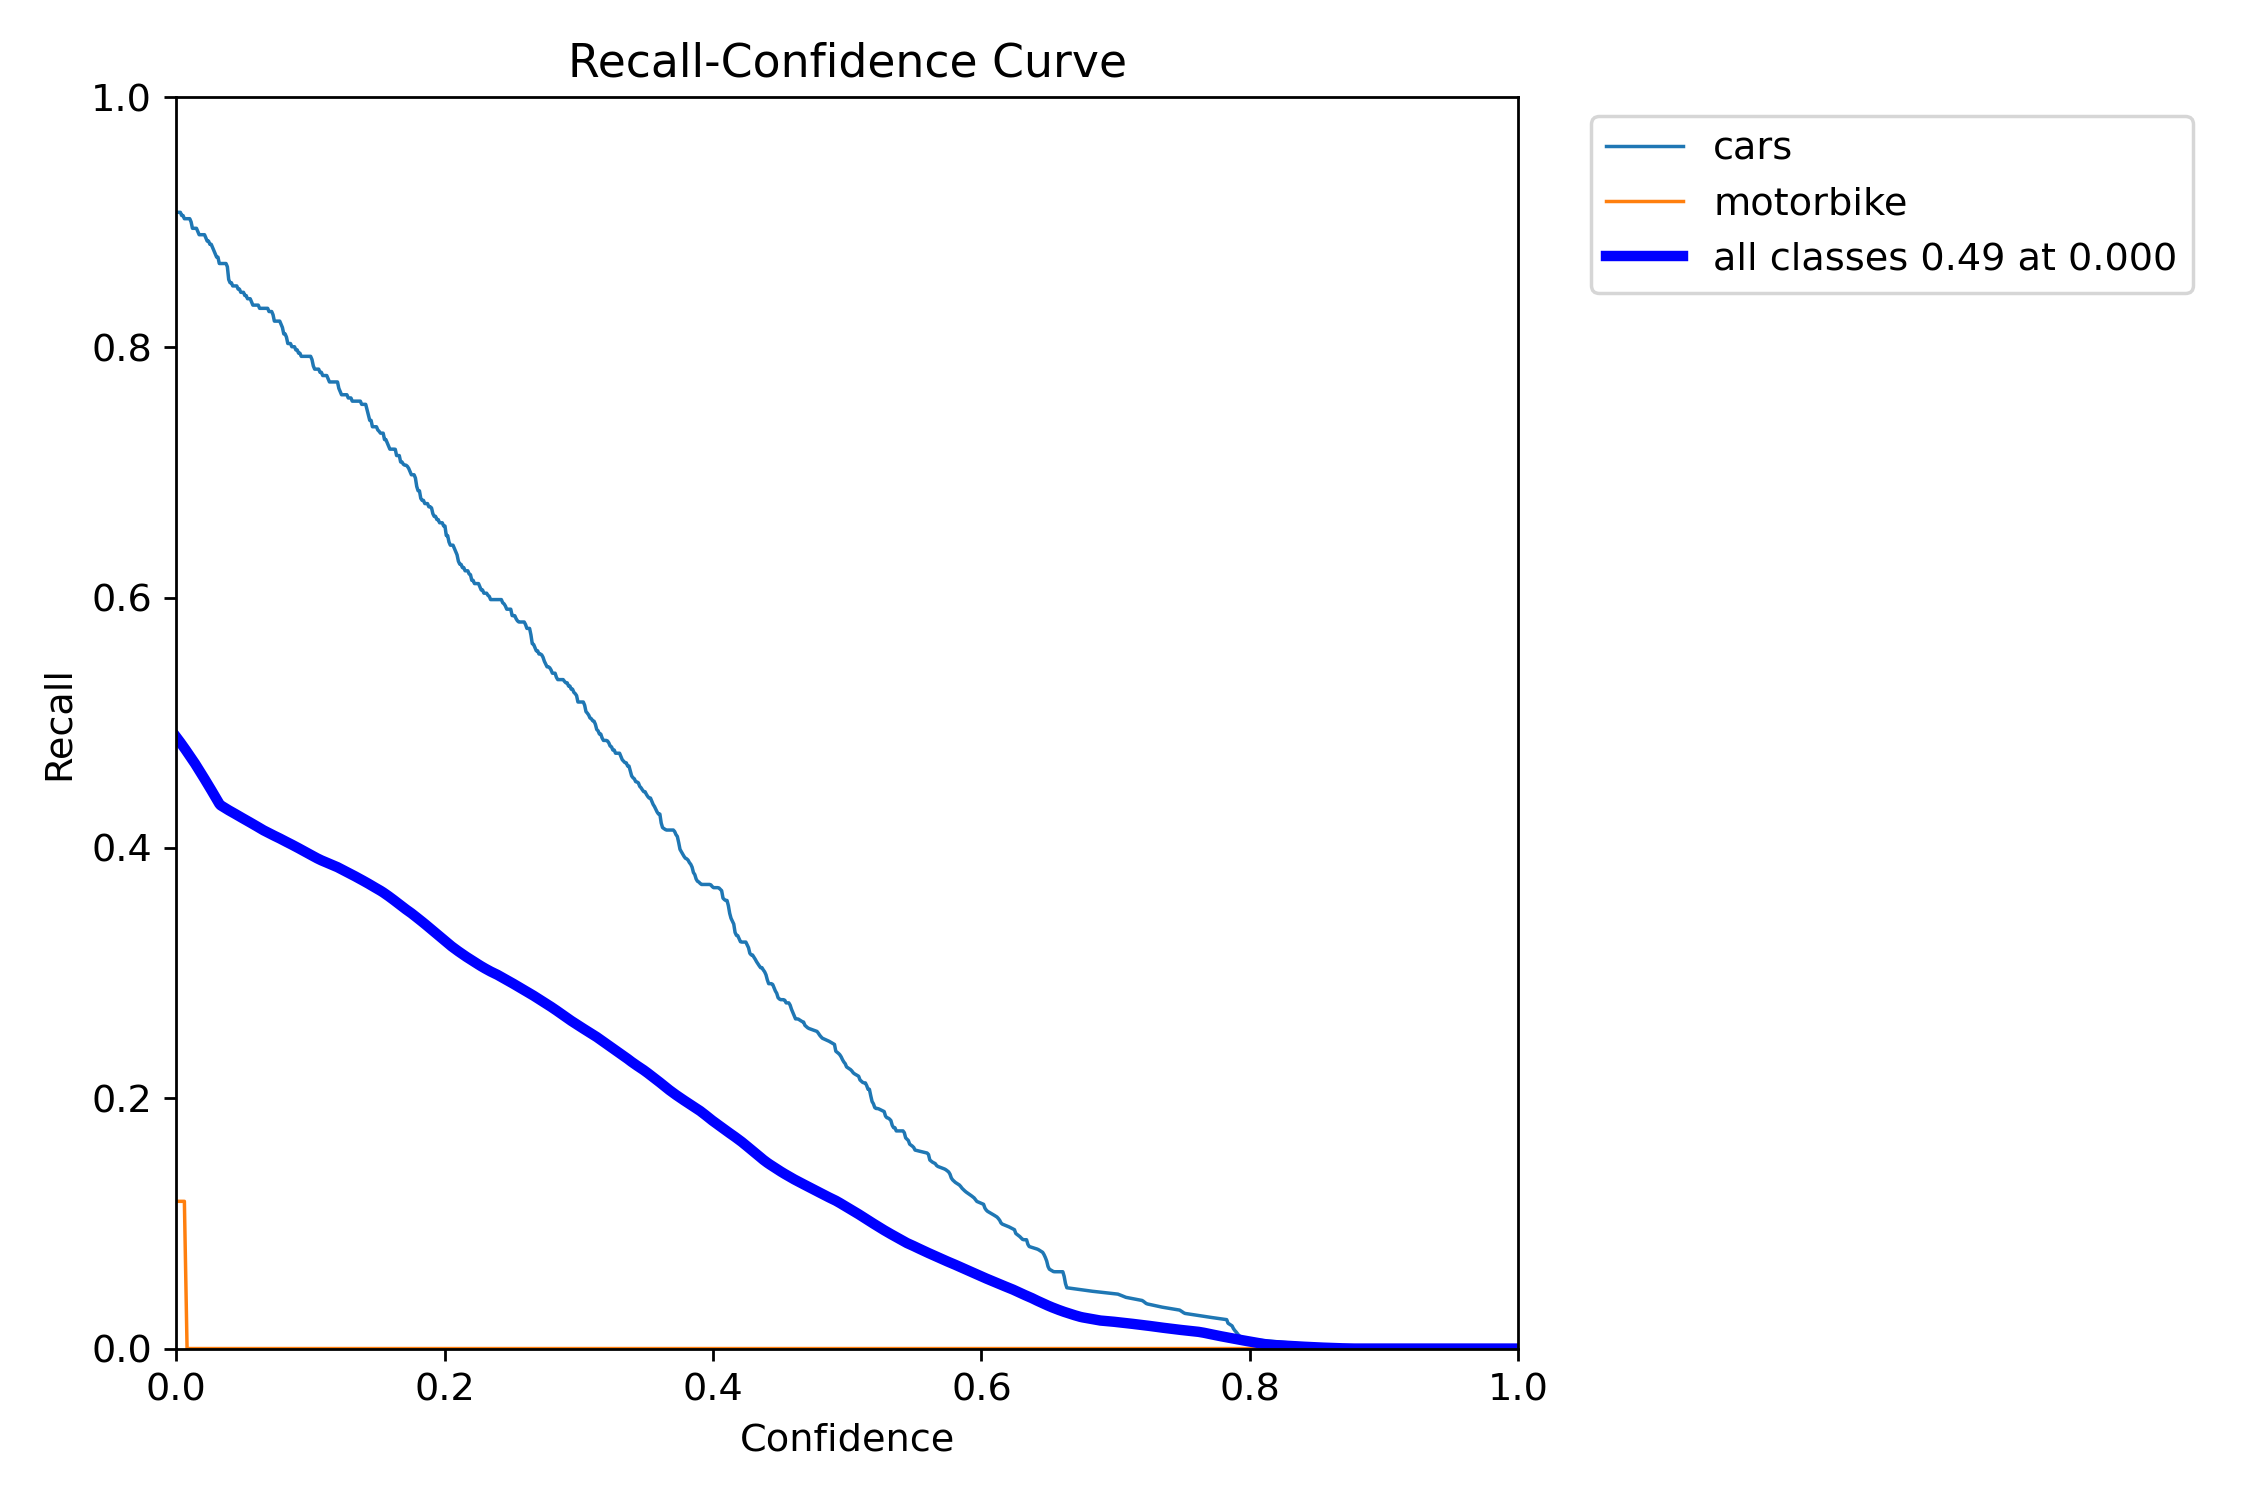 Recall-Confidence Curve
1.0
0.8
0.6
0.4
0.2
0.0
Recall
0.0 0.2 0.4 0.6 0.8 1.0
Confidence
cars
motorbike
all classes 0.49 at 0.000